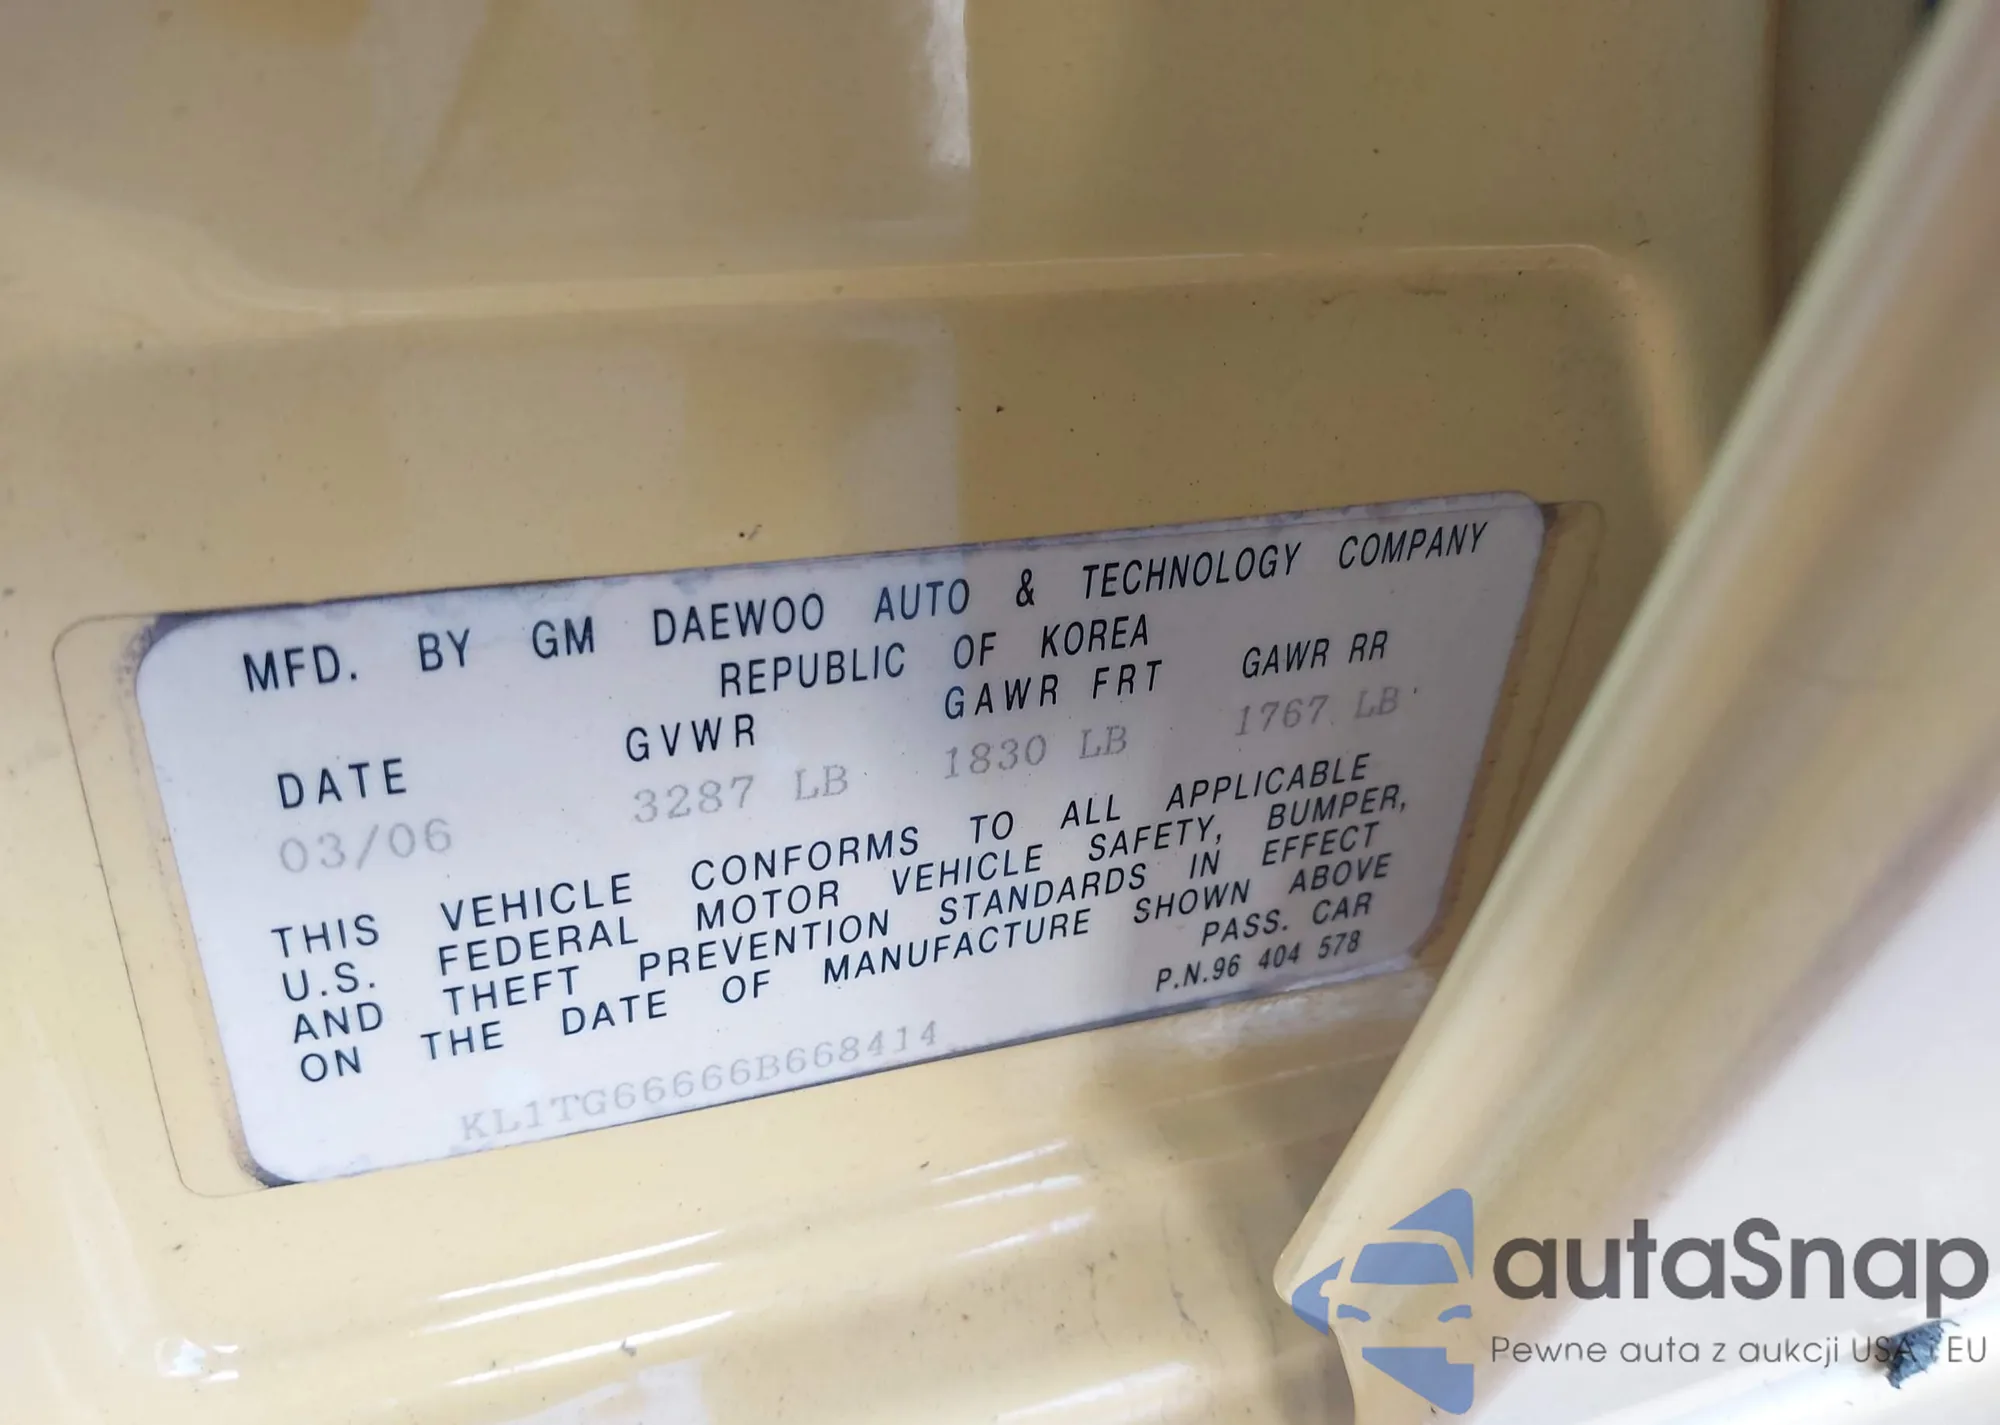 MFD. BY GM DAEWOO AUTO & TECHNOLOGY COMPANY
REPUBLIC OF KOREA
DATE GVWR GAWR FRT GAWR RR
03/06 3287 LB 1830 LB 1767 LB
THIS VEHICLE CONFORMS TO ALL APPLICABLE
U.S. FEDERAL MOTOR VEHICLE SAFETY, BUMPER,
AND THEFT PREVENTION STANDARDS IN EFFECT
ON THE DATE OF MANUFACTURE SHOWN ABOVE
PASS. CAR
P.N.96 404 578
KL1TG66666B668414
autaSnap
Pewne auta z aukcji USA i EU